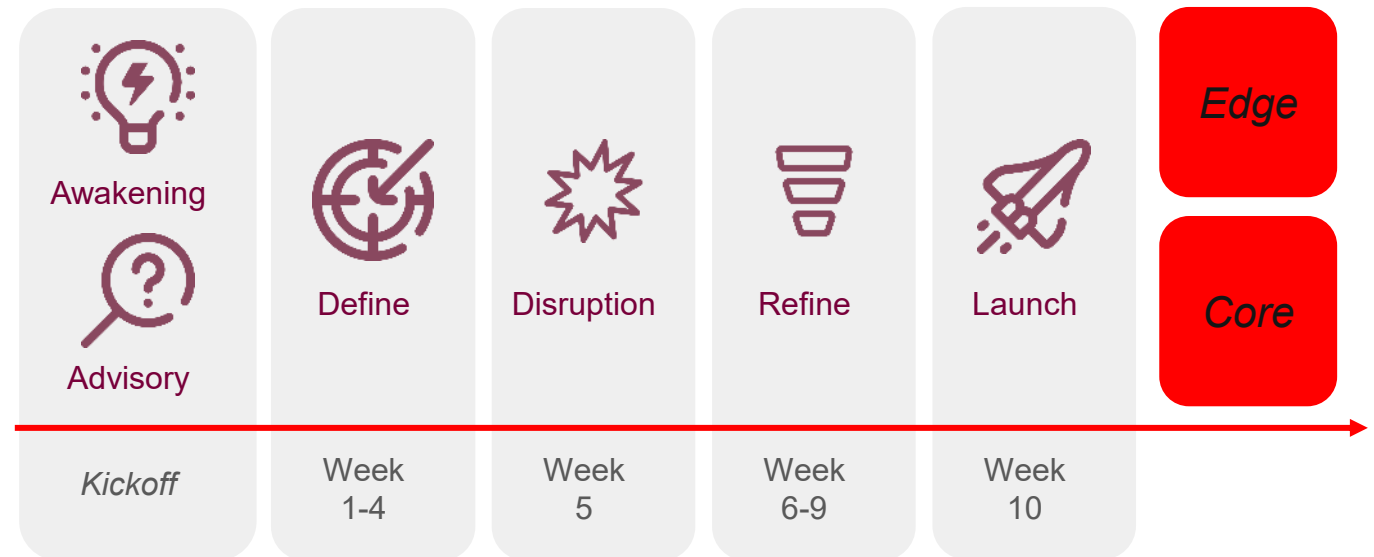 Awakening
Advisory
Kickoff
Define
Week
1-4
Disruption
Week
5
Refine
Week
6-9
Launch
Week
10
Edge
Core